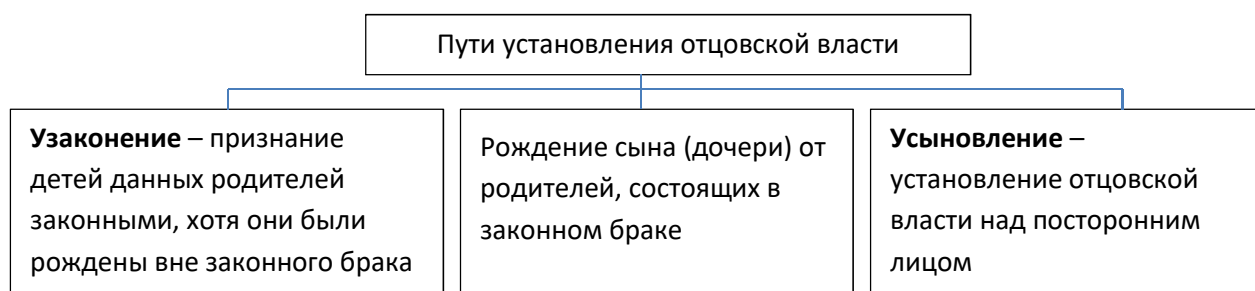 Пути установления отцовской власти
Узаконение – признание
детей данных родителей
законными, хотя они были
рождены вне законного брака
Рождение сына (дочери) от
родителей, состоящих в
законном браке
Усыновление –
установление отцовской
власти над посторонним
лицом